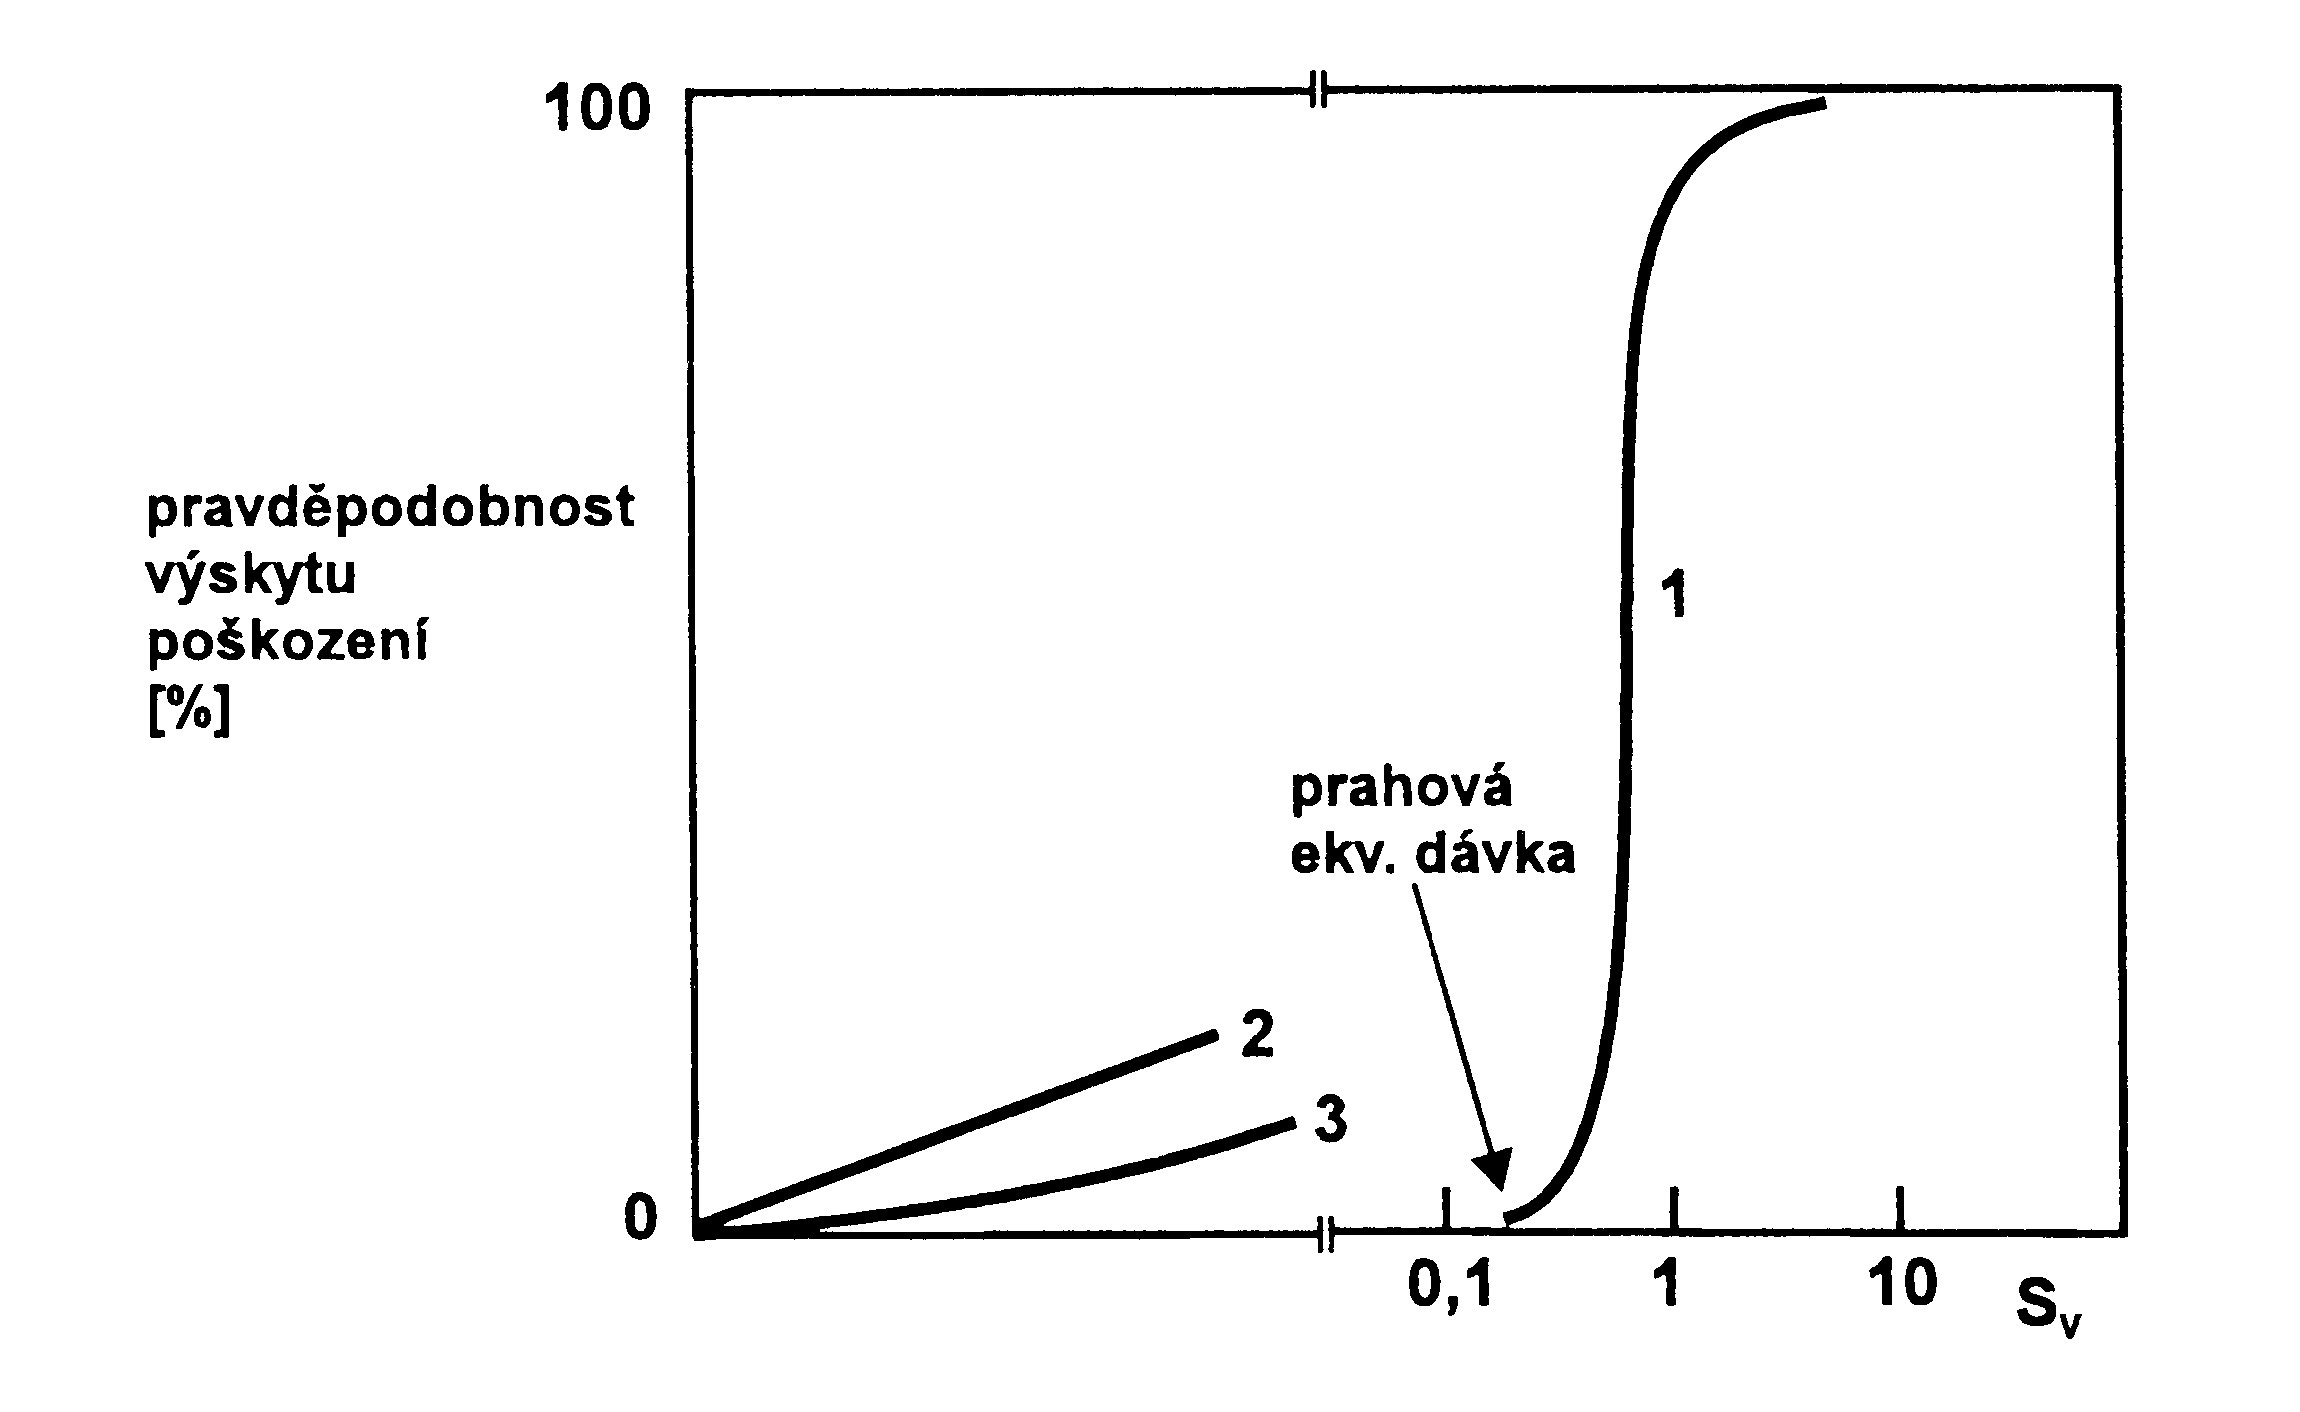 100
pravděpodobnost
výskytu
poškození
[%]
1
prahová
ekv. dávka
2
3
0
0,1
1
10
Sv